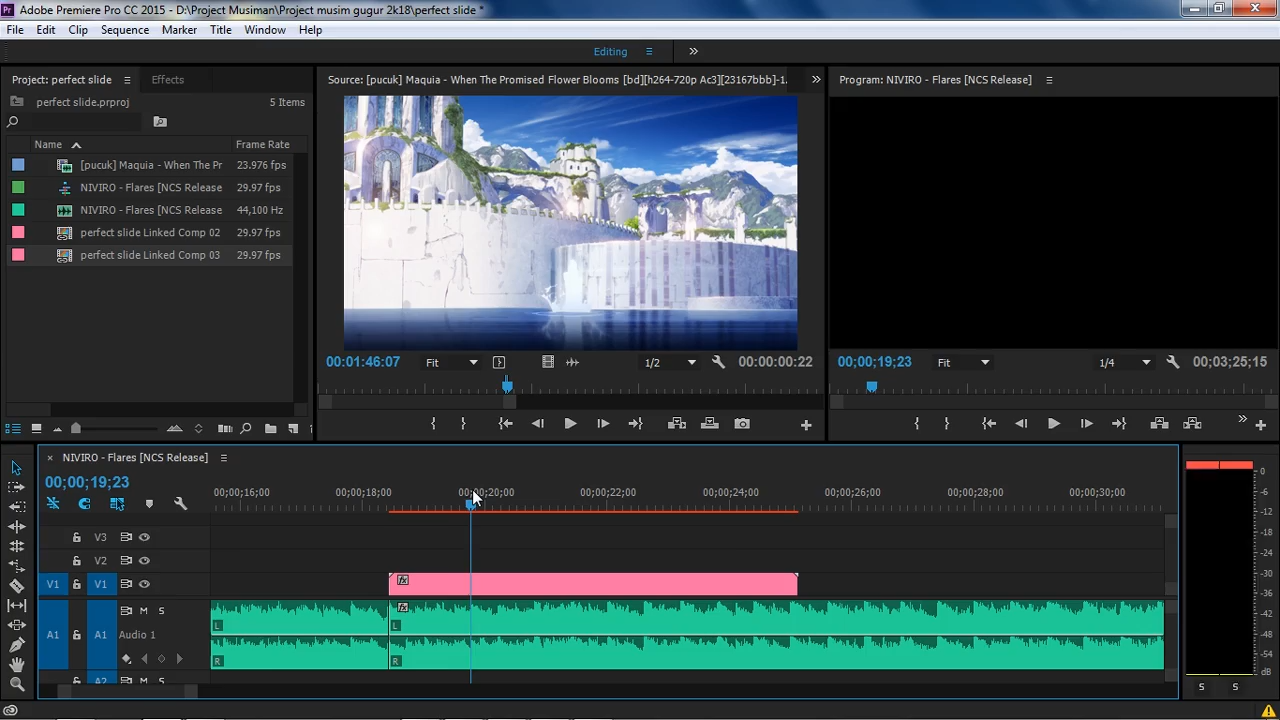 Adobe Premiere Pro CC 2015 - D:\Project Musiman\Project musim gugur 2k18\perfect slide *
File Edit Clip Sequence Marker Title Window Help
Editing
Project: perfect slide Effects
perfect slide.prproj 5 Items
Name Frame Rate
[pucuk] Maquia - When The Pr 23.976 fps
NIVIRO - Flares [NCS Release 29.97 fps
NIVIRO - Flares [NCS Release 44,100 Hz
perfect slide Linked Comp 02 29.97 fps
perfect slide Linked Comp 03 29.97 fps
Source: [pucuk] Maquia - When The Promised Flower Blooms [bd][h264-720p Ac3][23167bbb]-1.
00:01:46:07 Fit 1/2 00:00:00:22
Program: NIVIRO - Flares [NCS Release]
00;00;19;23 Fit 1/4 00;03;25;15
NIVIRO - Flares [NCS Release]
00;00;19;23
00;00;16;00 00;00;18;00 00;00;20;00 00;00;22;00 00;00;24;00 00;00;26;00 00;00;28;00 00;00;30;00
V3
V2
V1 V1
fx
M S
A1 A1 Audio 1
fx
L L
R R
A2 M S
0
-6
-12
-18
-24
-30
-36
-42
-48
-54
dB
S S